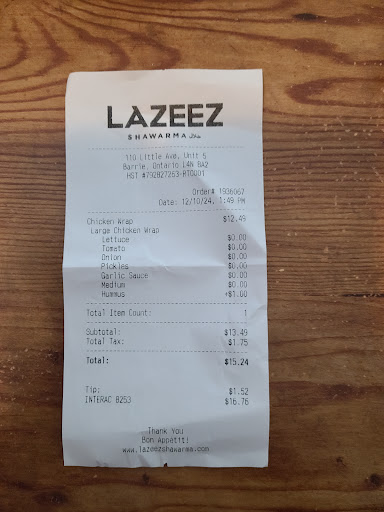 LAZEEZ
SHAWARMA
110 Little Ave, Unit 5
Barrie, Ontario L4N 8A2
HST #792827263-RT0001
Order# 1936067
Date: 12/10/24, 1:49 PM
Chicken Wrap $12.49
Large Chicken Wrap
Lettuce $0.00
Tomato $0.00
Onion $0.00
Pickles $0.00
Garlic Sauce $0.00
Medium $0.00
Hummus +$1.00
Total Item Count: 1
Subtotal: $13.49
Total Tax: $1.75
Total: $15.24
Tip: $1.52
INTERAC 8253 $16.76
Thank You
Bon Appétit!
www.lazeezshawarma.com